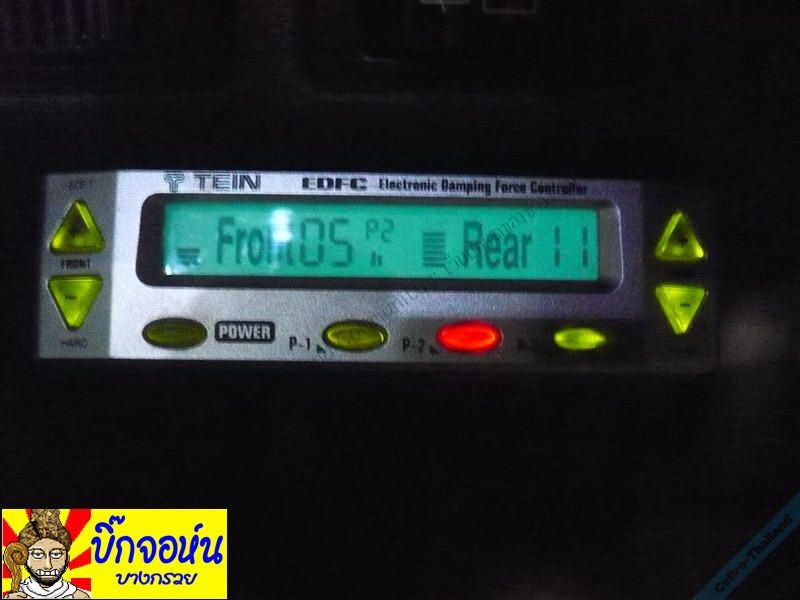 SOFT
TEIN EDFC Electronic Damping Force Controller
Front 05 P2 Rear 11
+ +
FRONT
- -
HARD
POWER P-1 P-2
บิ๊กจอห์น
บางกรวย
Cefiro-Thailand